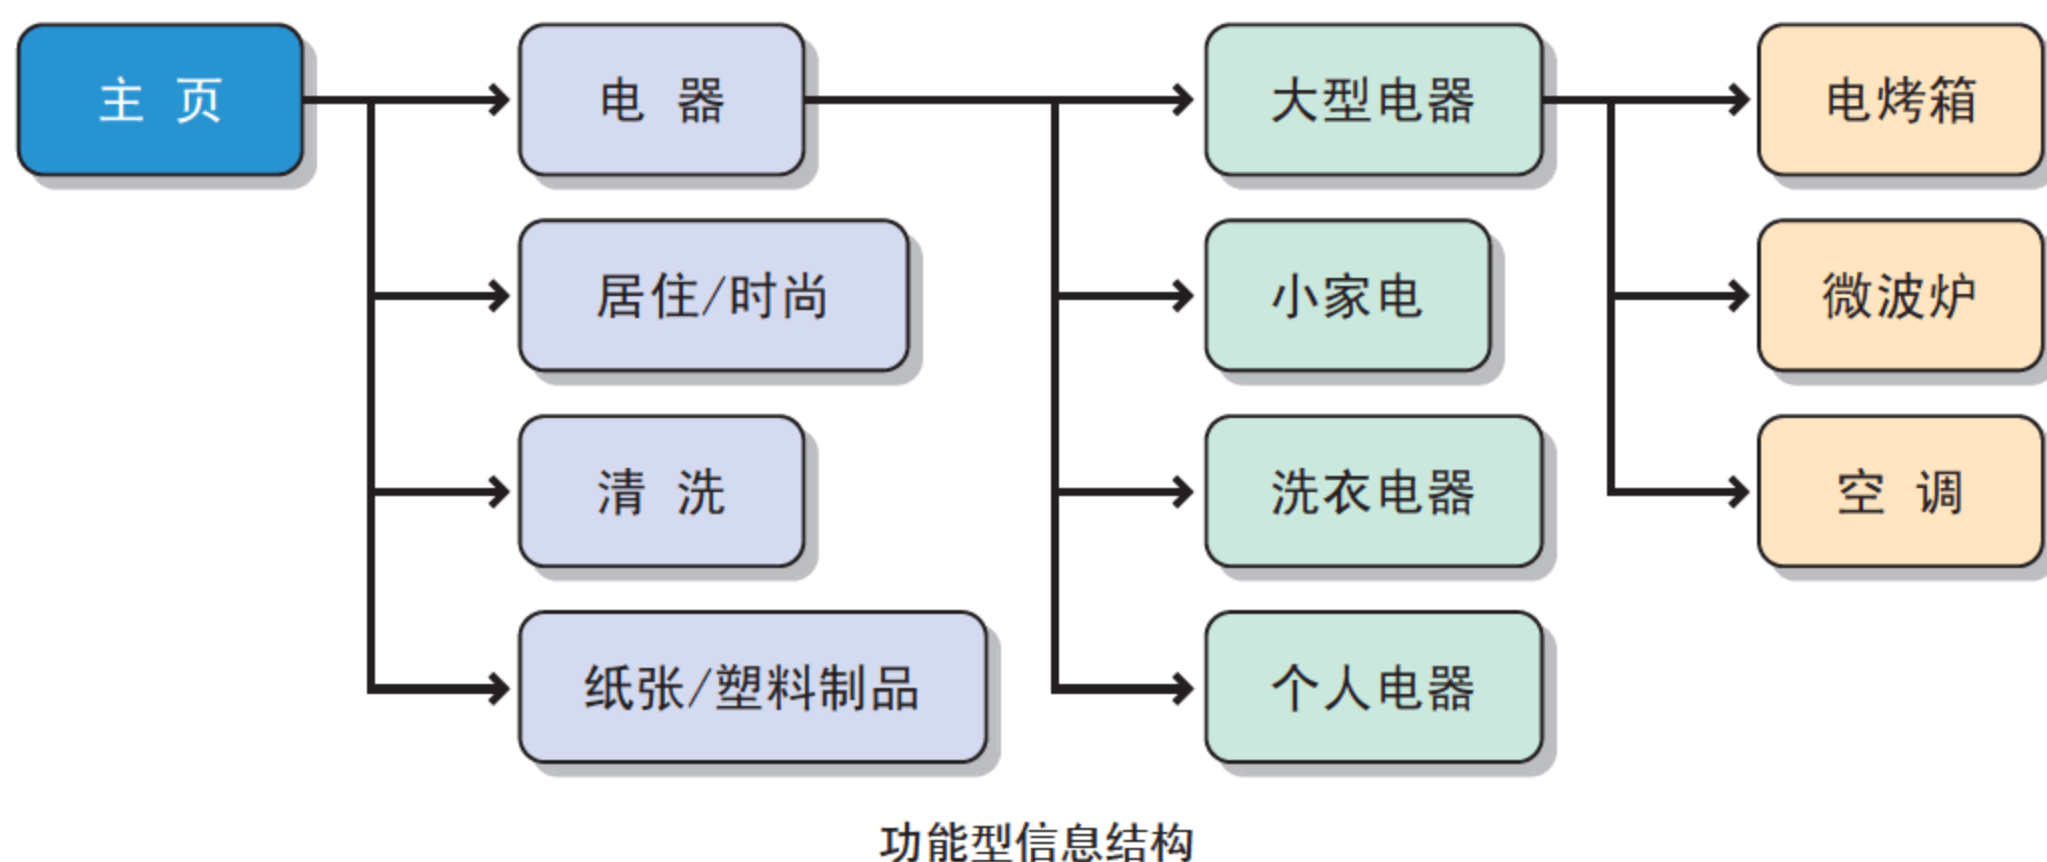 主 页
电 器
大型电器
电烤箱
居住/时尚
小家电
微波炉
清 洗
洗衣电器
空 调
纸张/塑料制品
个人电器
功能型信息结构